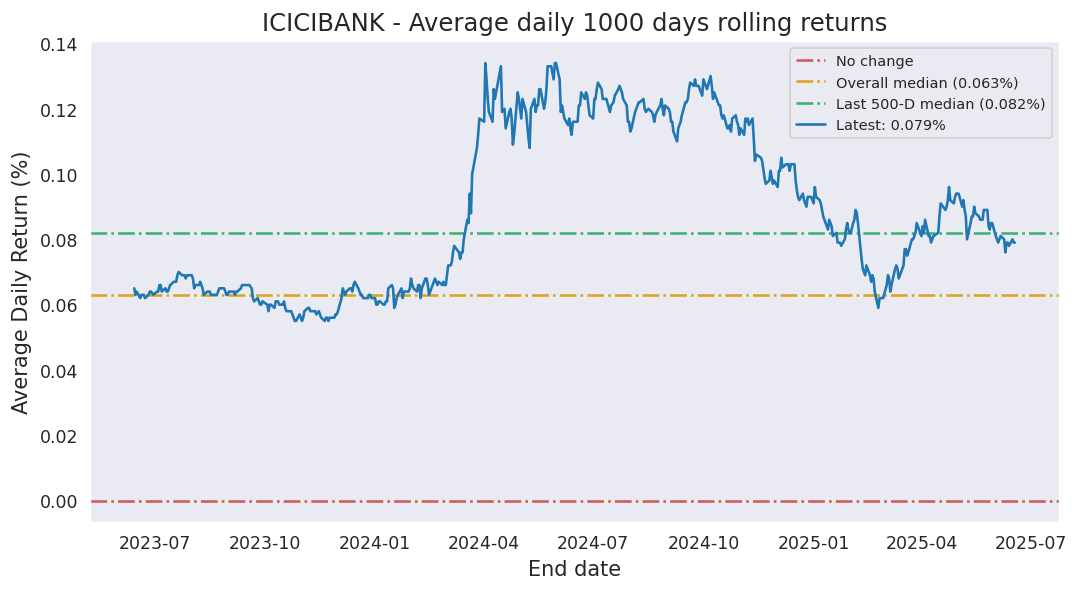 ICICIBANK - Average daily 1000 days rolling returns
Average Daily Return (%)
0.14
0.12
0.10
0.08
0.06
0.04
0.02
0.00
No change
Overall median (0.063%)
Last 500-D median (0.082%)
Latest: 0.079%
2023-07 2023-10 2024-01 2024-04 2024-07 2024-10 2025-01 2025-04 2025-07
End date